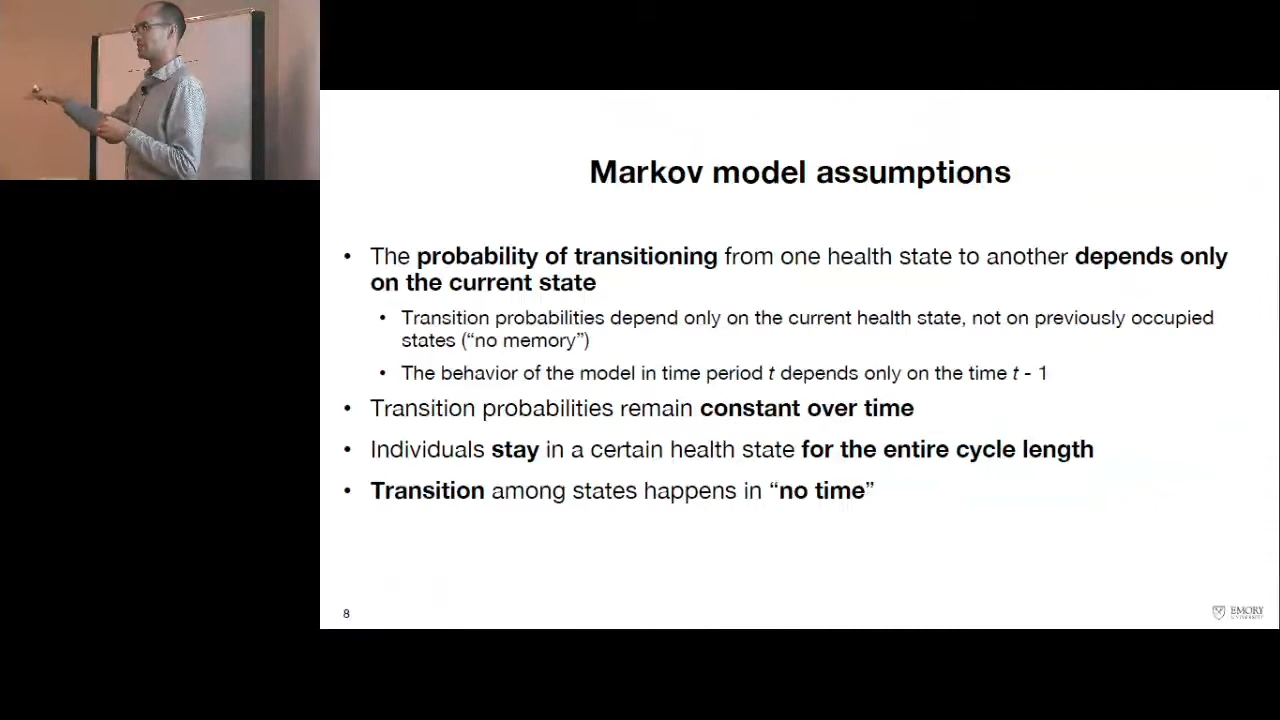 Markov model assumptions
• The probability of transitioning from one health state to another depends only
on the current state
• Transition probabilities depend only on the current health state, not on previously occupied
states (“no memory”)
• The behavior of the model in time period t depends only on the time t - 1
• Transition probabilities remain constant over time
• Individuals stay in a certain health state for the entire cycle length
• Transition among states happens in “no time”
8
EMORY
UNIVERSITY